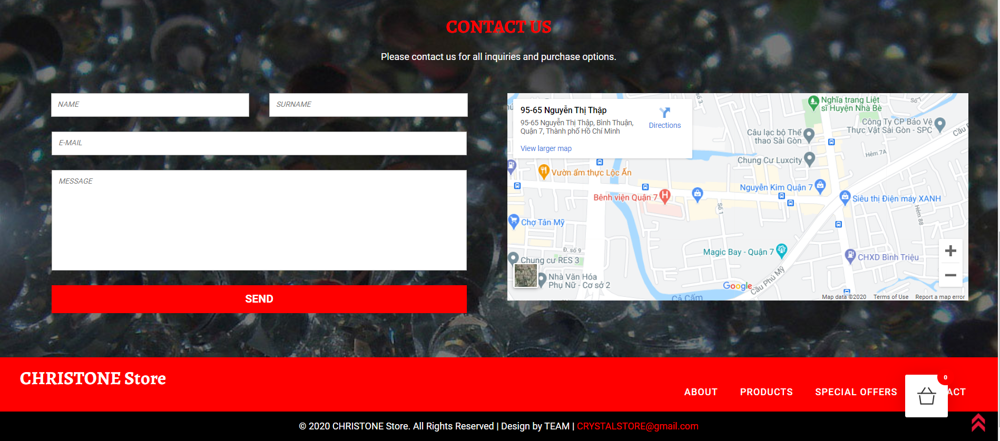 CONTACT US
Please contact us for all inquiries and purchase options.
NAME
SURNAME
E-MAIL
MESSAGE
SEND
95-65 Nguyễn Thị Thập
95-65 Nguyễn Thị Thập, Bình Thuận,
Quận 7, Thành phố Hồ Chí Minh
Directions
View larger map
Số 3
Số 7
Nghĩa trang Liệt
sĩ Huyện Nhà Bè
Công Ty CP Bảo Vệ
Thực Vật Sài Gòn - SPC
Câu lạc bộ Thể
thao Sài Gòn
Hẻm 7A
Chung Cư Luxcity
Vườn ẩm thực Lộc Ấn
Nguyễn Kim Quận 7
Bệnh viện Quận 7
Siêu thị Điện máy XANH
Số 1
Hẻm 88
Chợ Tân Mỹ
Đ. số 9
Magic Bay - Quận 7
CHXD Bình Triệu
Chung cư RES 3
Nhà Văn Hóa
Phụ Nữ - Cơ sở 2
Google
Cầu Phú Mỹ
Cả Cấm
Map data ©2020
Terms of Use
Report a map error
CHRISTONE Store
ABOUT
PRODUCTS
SPECIAL OFFERS
ACT
0
© 2020 CHRISTONE Store. All Rights Reserved | Design by TEAM | CRYSTALSTORE@gmail.com